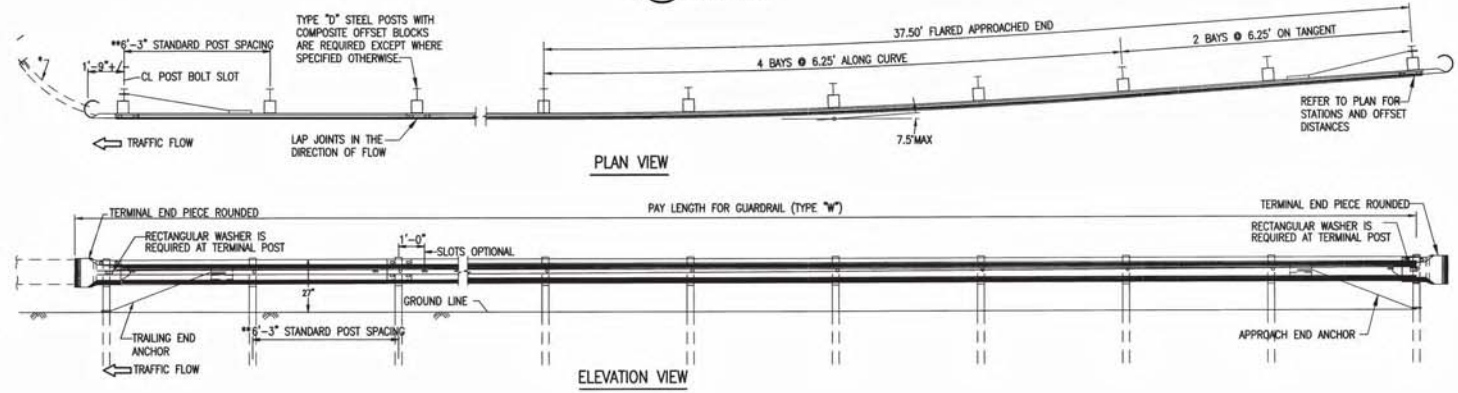 TYPE "D" STEEL POSTS WITH
COMPOSITE OFFSET BLOCKS
ARE REQUIRED EXCEPT WHERE
SPECIFIED OTHERWISE.
**6'-3" STANDARD POST SPACING
1'-9"+/-
CL POST BOLT SLOT
*
37.50' FLARED APPROACHED END
2 BAYS @ 6.25' ON TANGENT
4 BAYS @ 6.25' ALONG CURVE
REFER TO PLAN FOR
STATIONS AND OFFSET
DISTANCES
TRAFFIC FLOW
LAP JOINTS IN THE
DIRECTION OF FLOW
7.5'MAX
PLAN VIEW
PAY LENGTH FOR GUARDRAIL (TYPE "W")
TERMINAL END PIECE ROUNDED
TERMINAL END PIECE ROUNDED
RECTANGULAR WASHER IS
REQUIRED AT TERMINAL POST
1'-0"
SLOTS OPTIONAL
RECTANGULAR WASHER IS
REQUIRED AT TERMINAL POST
27"
GROUND LINE
**6'-3" STANDARD POST SPACING
TRAILING END
ANCHOR
APPROACH END ANCHOR
TRAFFIC FLOW
ELEVATION VIEW